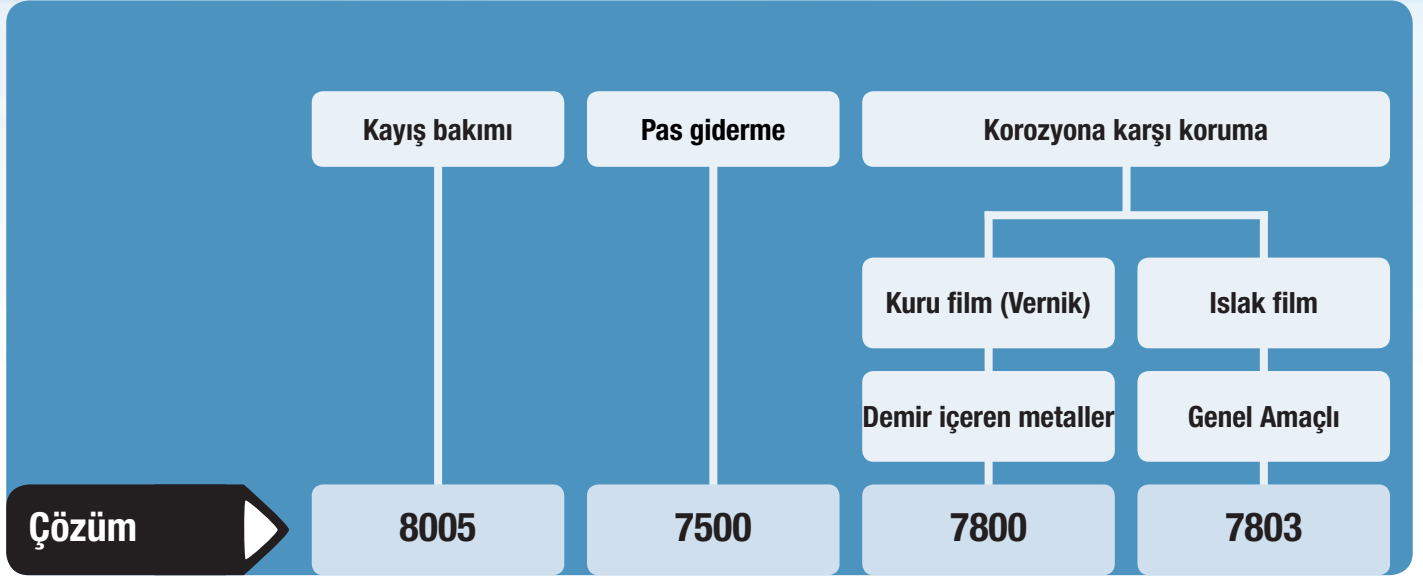 Kayış bakımı
Pas giderme
Korozyona karşı koruma
Kuru film (Vernik)
Islak film
Demir içeren metaller
Genel Amaçlı
Çözüm
8005
7500
7800
7803